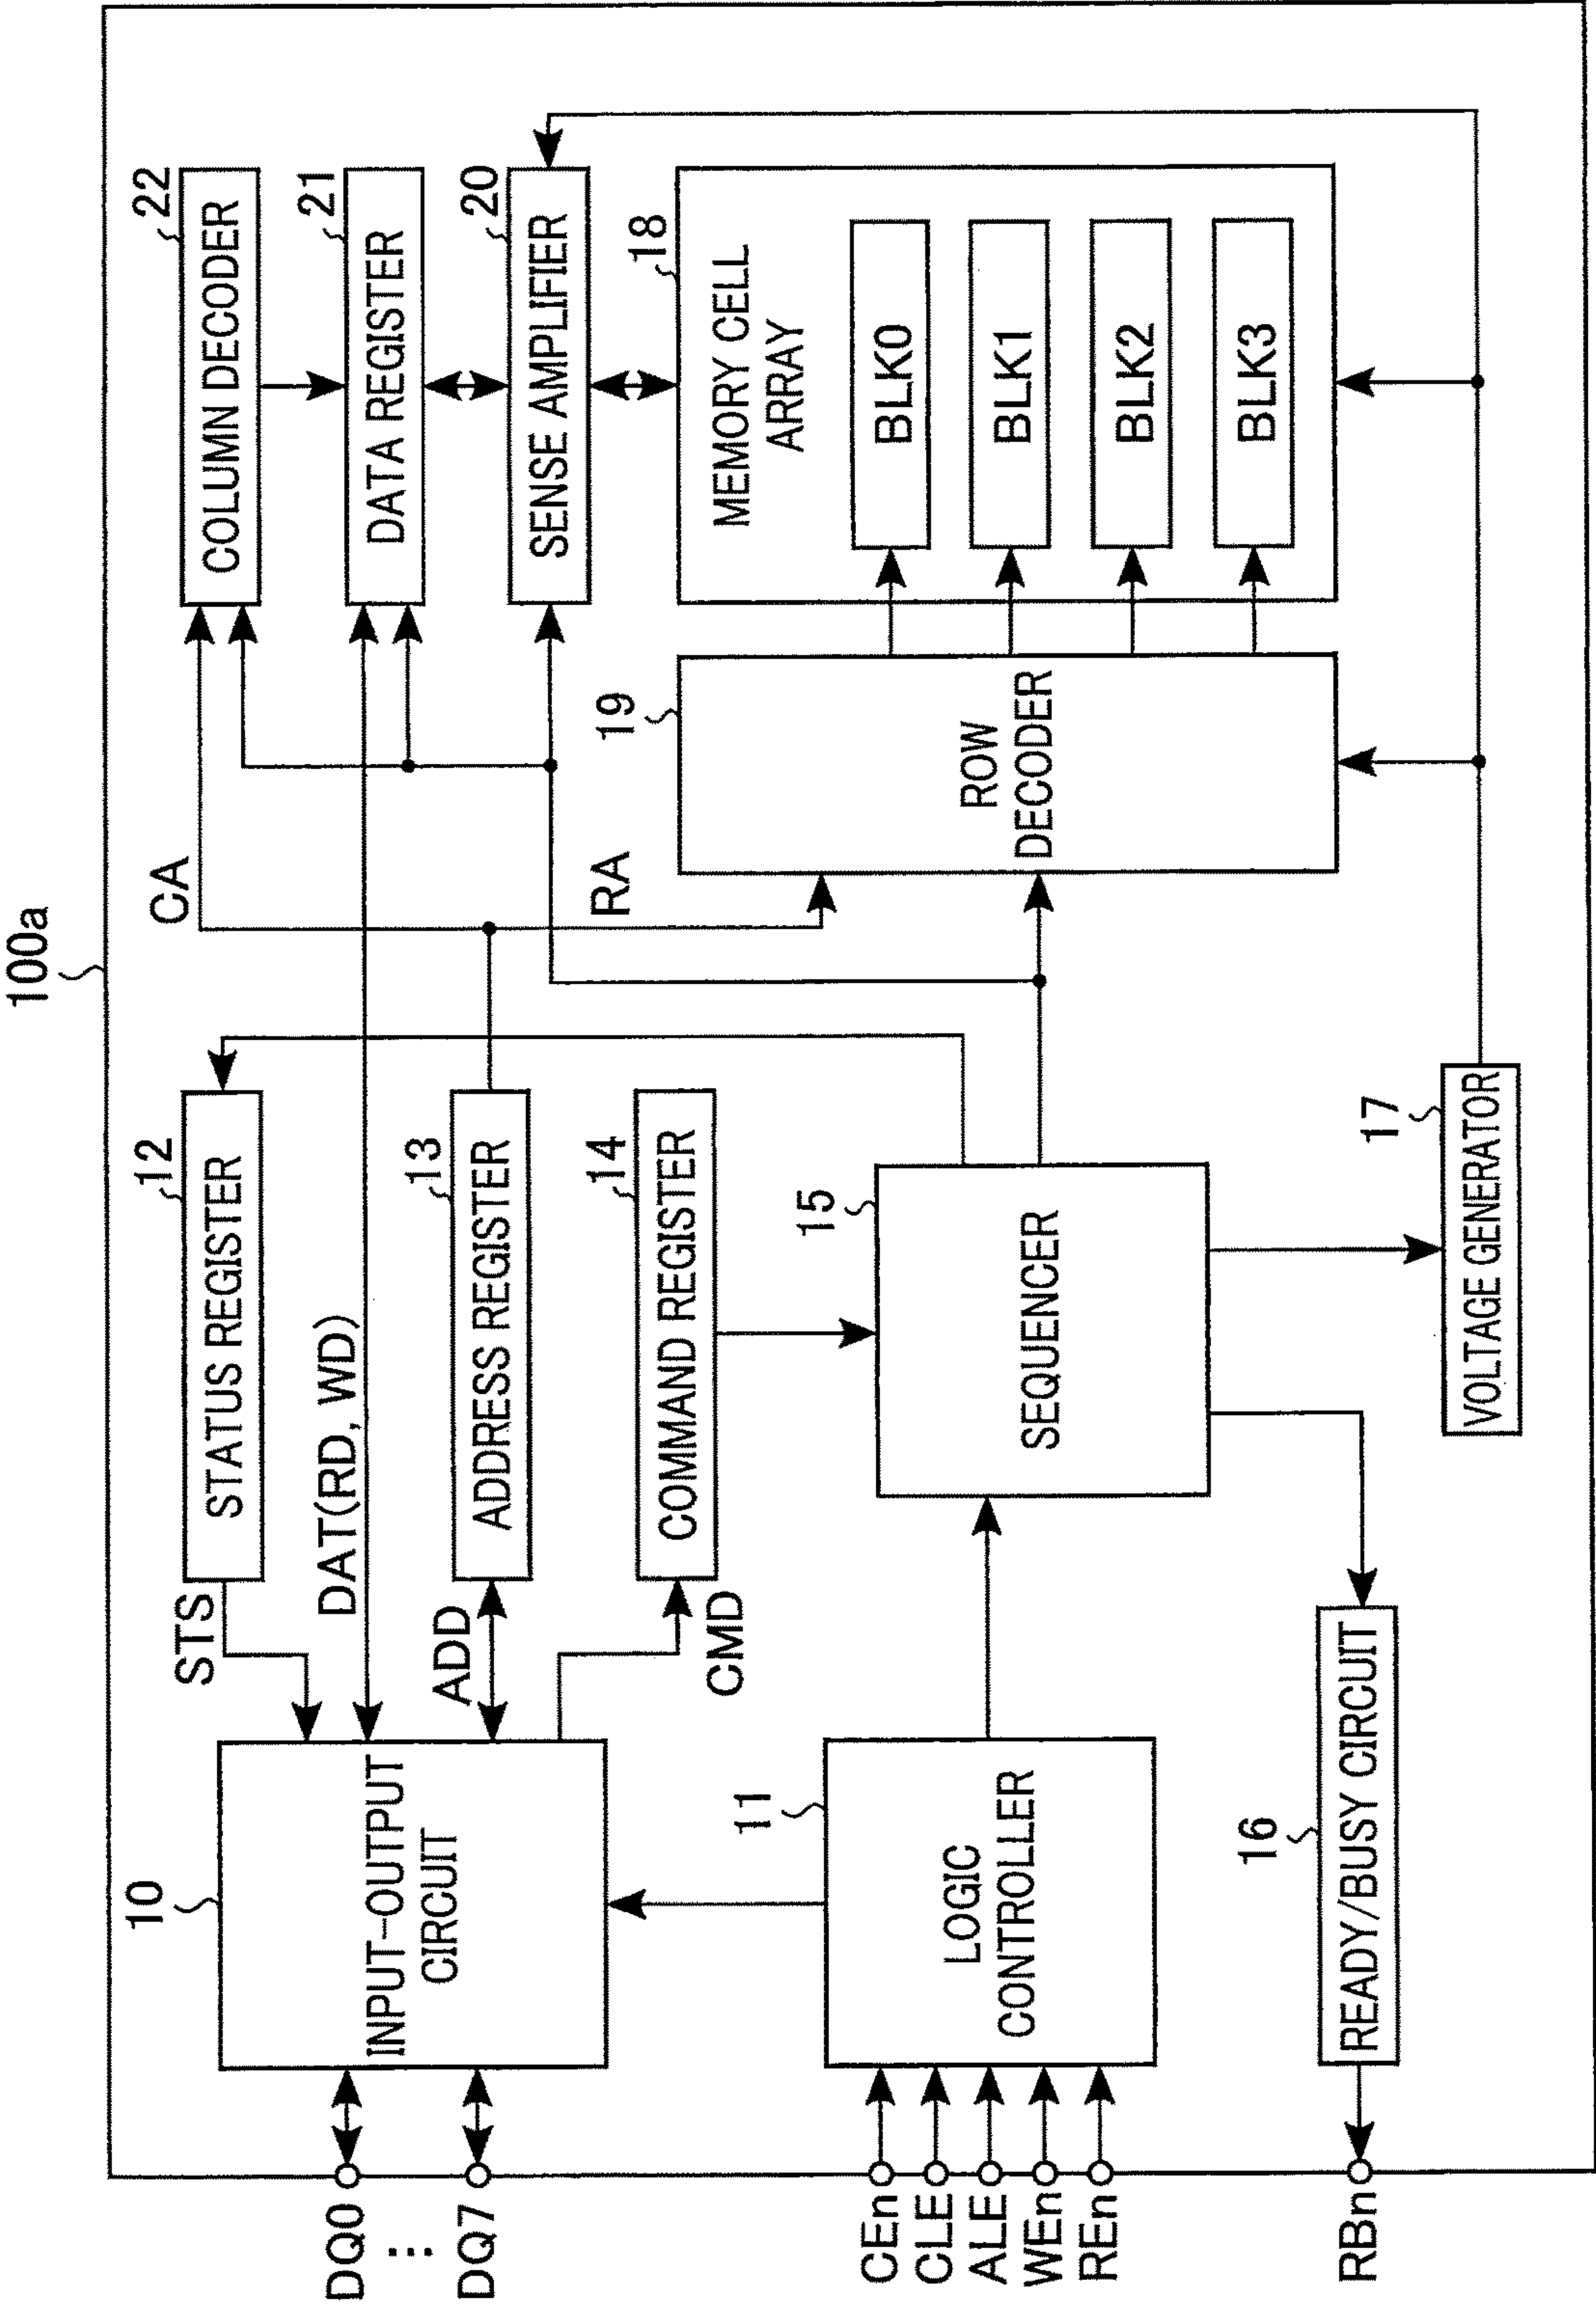 100a
10
INPUT-OUTPUT
CIRCUIT
DQ0
⋮
DQ7
STS
DAT(RD, WD)
ADD
CMD
12
STATUS REGISTER
13
ADDRESS REGISTER
14
COMMAND REGISTER
CA
RA
22
COLUMN DECODER
21
DATA REGISTER
20
SENSE AMPLIFIER
18
MEMORY CELL
ARRAY
BLK0
BLK1
BLK2
BLK3
19
ROW
DECODER
15
SEQUENCER
11
LOGIC
CONTROLLER
CEn
CLE
ALE
WEn
REn
16
READY/BUSY CIRCUIT
RBn
17
VOLTAGE GENERATOR